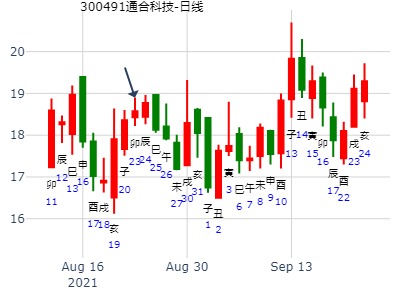 300491通合科技-日线
20
19
18
17
16
卯
11
辰
12
巳
13
申
16
酉
17
戌
18
亥
19
子
20
卯
23
辰
24
巳
25
午
26
未
27
戌
30
亥
31
子
1
丑
2
寅
3
巳
6
午
7
未
8
申
9
酉
10
子
13
丑
14
寅
15
卯
16
辰
17
酉
22
戌
23
亥
24
Aug 16
2021
Aug 30
Sep 13